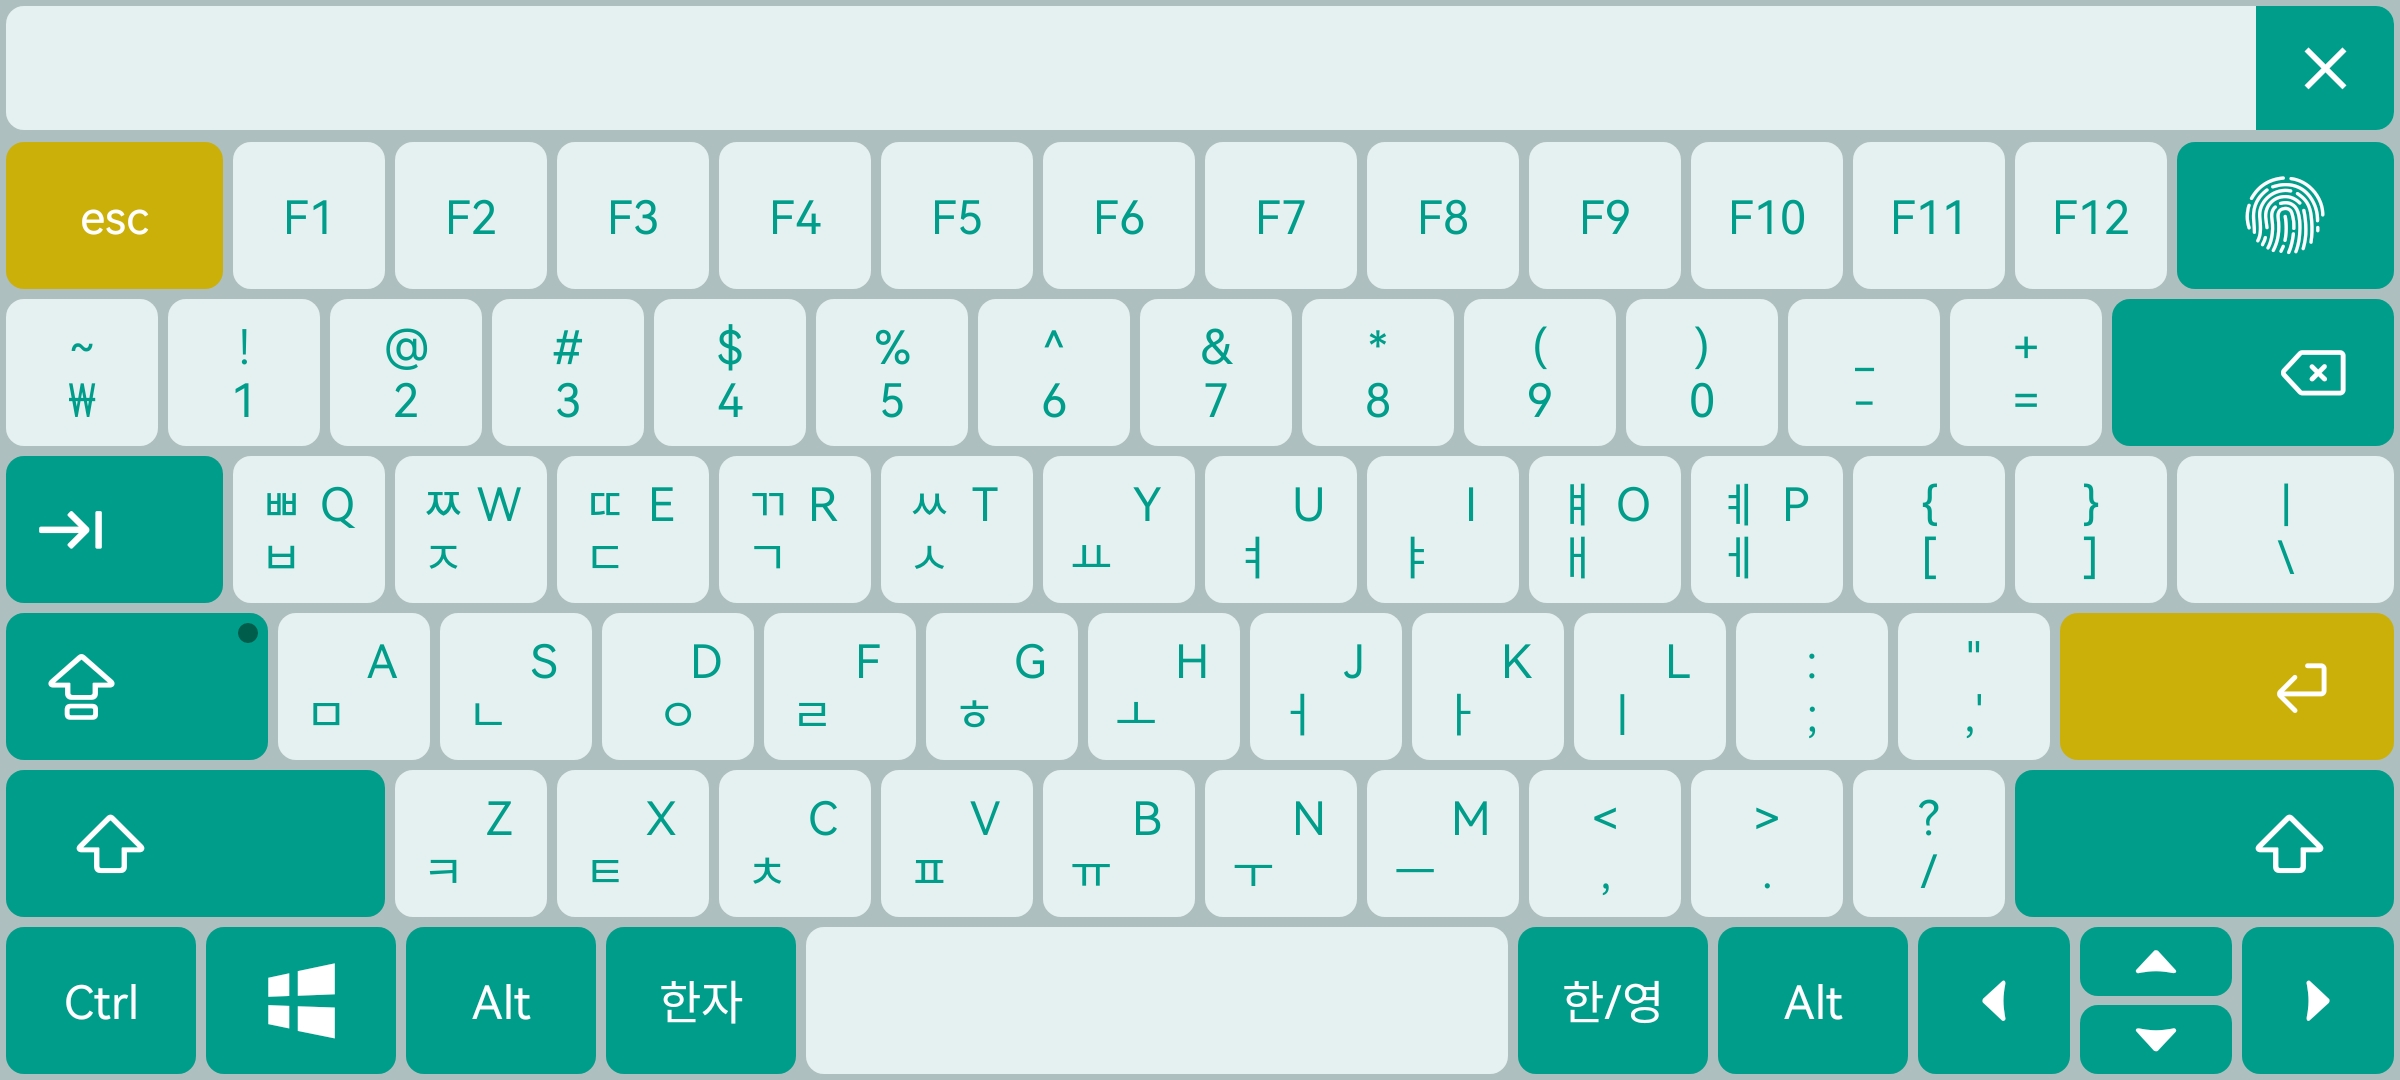 esc F1 F2 F3 F4 F5 F6 F7 F8 F9 F10 F11 F12
~ ! @ # $ % ^ & * ( ) _ +
₩ 1 2 3 4 5 6 7 8 9 0 - =
ㅃ Q ㅉ W ㄸ E ㄲ R ㅆ T Y U I ㅒ O ㅖ P { } |
ㅂ ㅈ ㄷ ㄱ ㅅ ㅛ ㅕ ㅑ ㅐ ㅔ [ ] \
A S D F G H J K L : "
ㅁ ㄴ ㅇ ㄹ ㅎ ㅗ ㅓ ㅏ ㅣ ; ,'
Z X C V B N M < > ?
ㅋ ㅌ ㅊ ㅍ ㅠ ㅜ ㅡ , . /
Ctrl Alt 한자 한/영 Alt